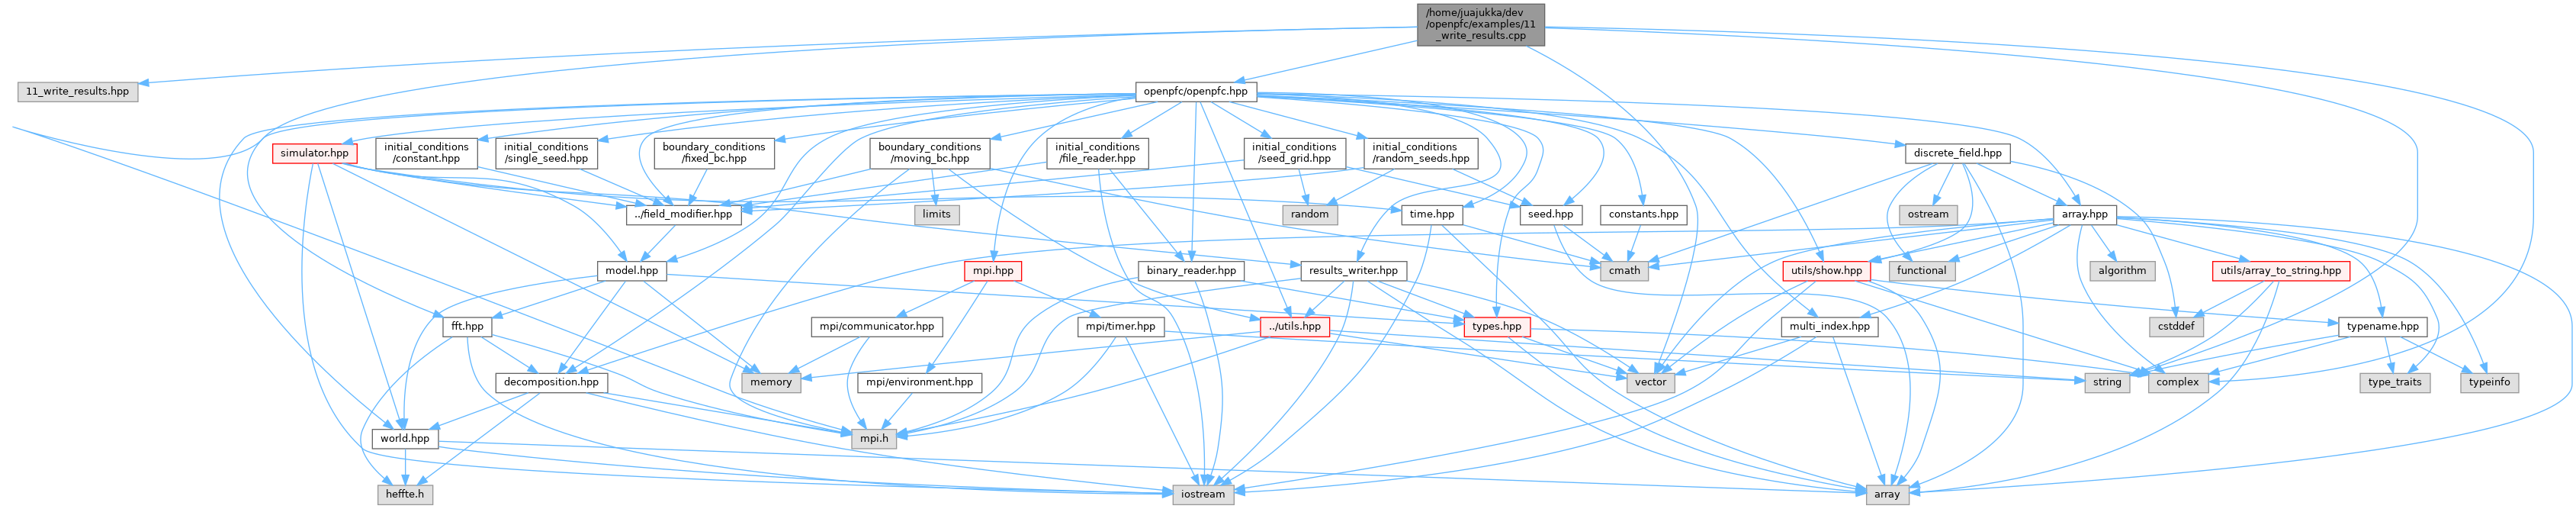 /home/juajukka/dev
/openpfc/examples/11
_write_results.cpp
11_write_results.hpp
openpfc/openpfc.hpp
simulator.hpp
initial_conditions
/constant.hpp
initial_conditions
/single_seed.hpp
boundary_conditions
/fixed_bc.hpp
boundary_conditions
/moving_bc.hpp
initial_conditions
/file_reader.hpp
initial_conditions
/seed_grid.hpp
initial_conditions
/random_seeds.hpp
discrete_field.hpp
../field_modifier.hpp
limits
random
time.hpp
seed.hpp
constants.hpp
ostream
array.hpp
model.hpp
mpi.hpp
binary_reader.hpp
results_writer.hpp
cmath
utils/show.hpp
functional
algorithm
utils/array_to_string.hpp
fft.hpp
mpi/communicator.hpp
mpi/timer.hpp
../utils.hpp
types.hpp
multi_index.hpp
cstddef
typename.hpp
decomposition.hpp
memory
mpi/environment.hpp
vector
string
complex
type_traits
typeinfo
world.hpp
mpi.h
heffte.h
iostream
array